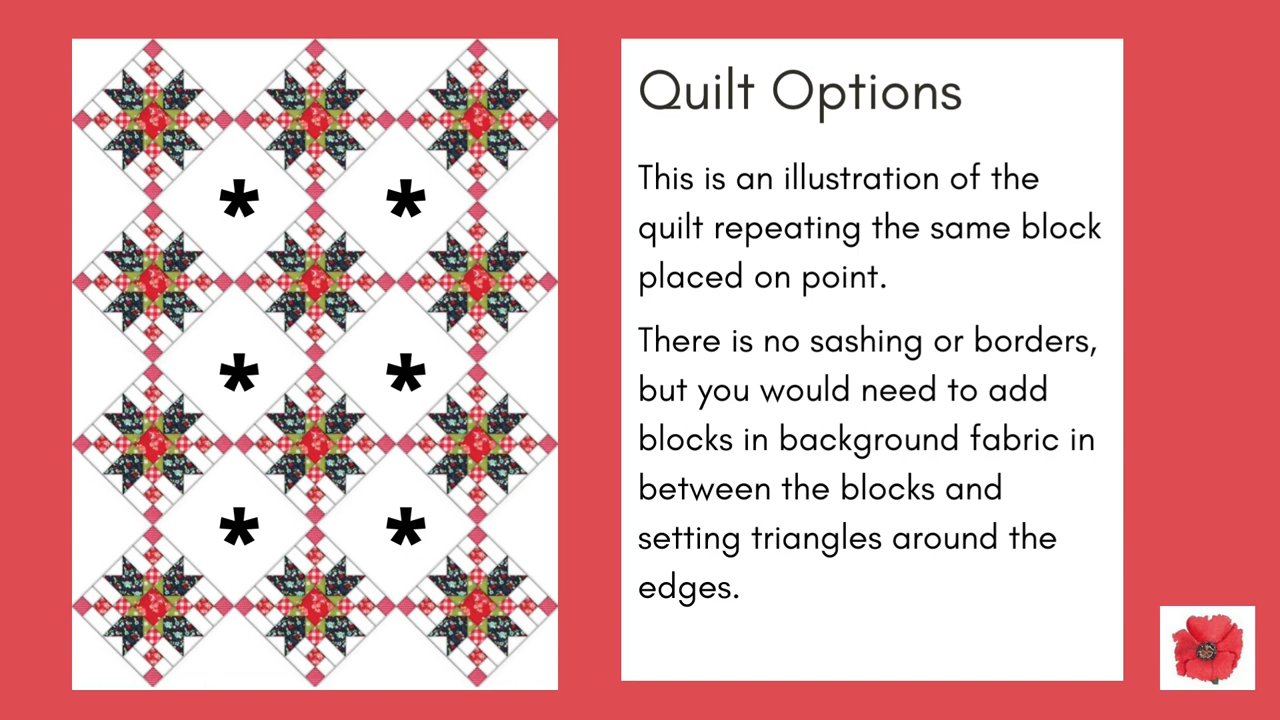 Quilt Options
This is an illustration of the
quilt repeating the same block
placed on point.
There is no sashing or borders,
but you would need to add
blocks in background fabric in
between the blocks and
setting triangles around the
edges.
* *
* *
* *